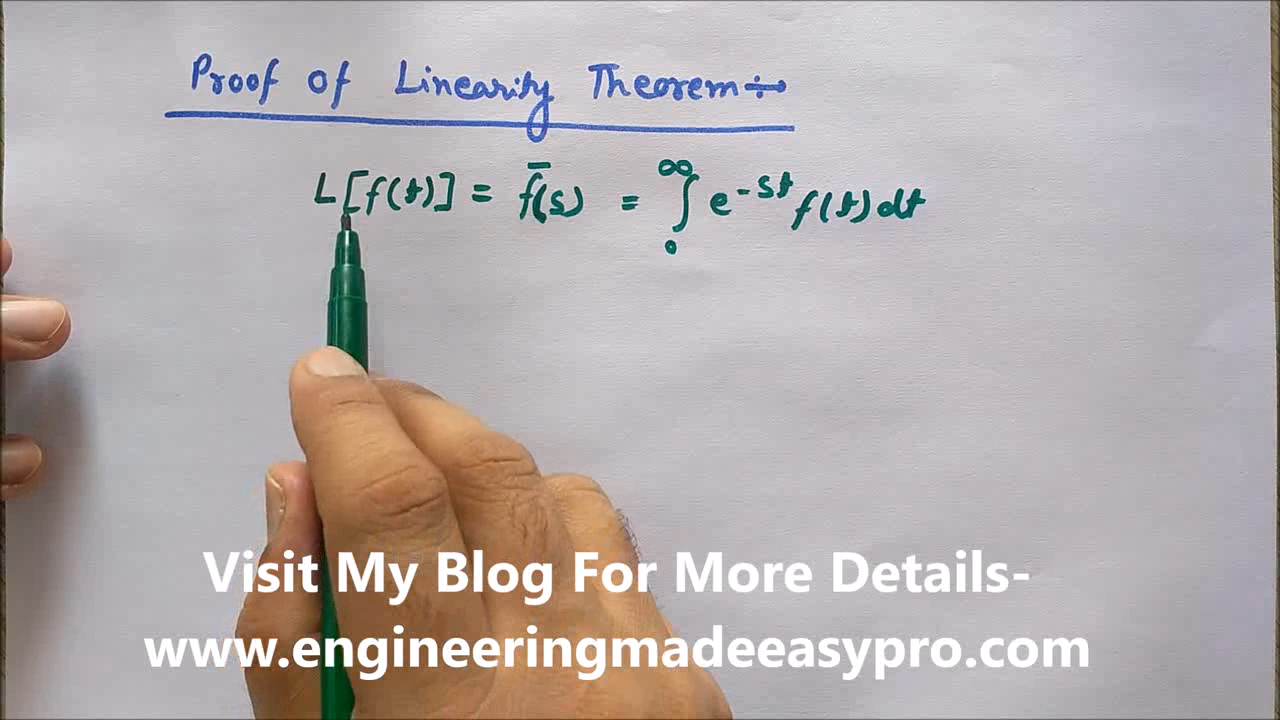 Proof of Linearity Theorem÷→
L[f(t)] = f̅(s) = ∫₀^∞ e^{-st} f(t) dt
Visit My Blog For More Details-
www.engineeringmadeeasypro.com